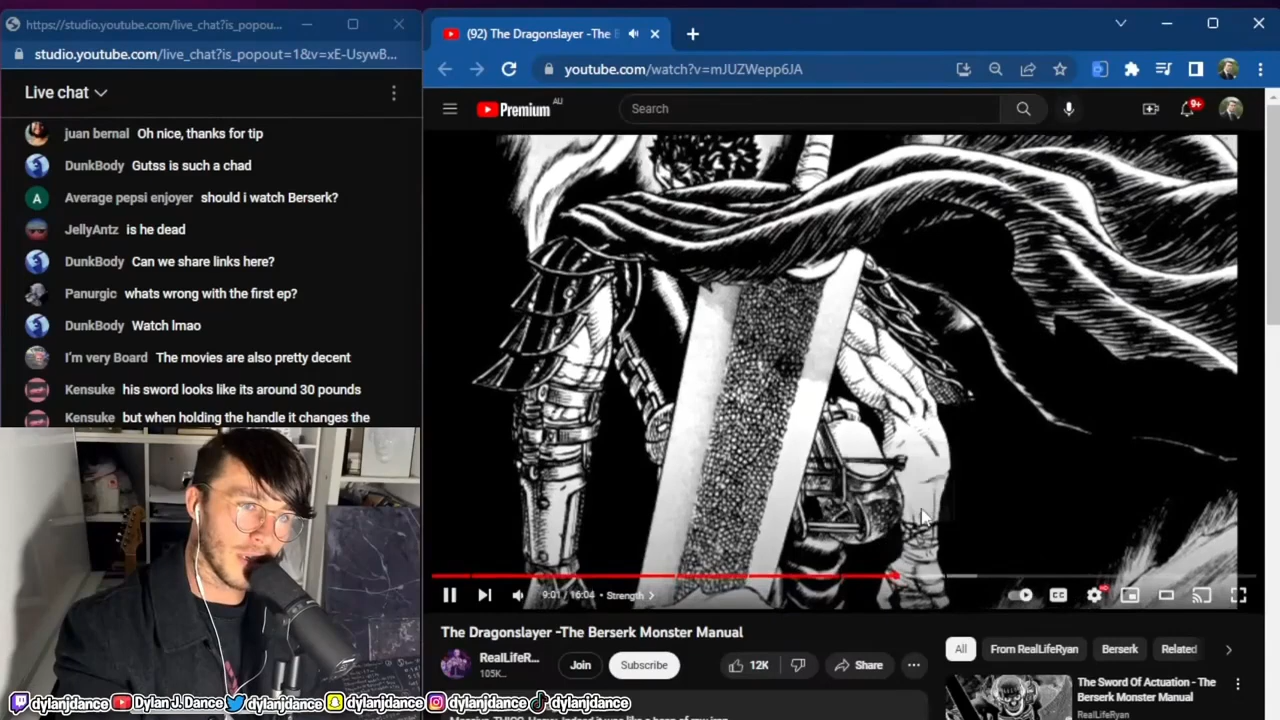 https://studio.youtube.com/live_chat?is_popou...
studio.youtube.com/live_chat?is_popout=1&v=xE-UsywB...
Live chat
juan bernal Oh nice, thanks for tip
DunkBody Gutss is such a chad
A
Average pepsi enjoyer should i watch Berserk?
JellyAntz is he dead
DunkBody Can we share links here?
Panurgic whats wrong with the first ep?
DunkBody Watch lmao
I'm very Board The movies are also pretty decent
Kensuke his sword looks like its around 30 pounds
Kensuke but when holding the handle it changes the
(92) The Dragonslayer -The B
youtube.com/watch?v=mJUZWepp6JA
Premium AU
Search
9+
9:01 / 16:04 • Strength
CC
The Dragonslayer -The Berserk Monster Manual
RealLifeR...
105K
Join
Subscribe
12K
Share
All
From RealLifeRyan
Berserk
Related
The Sword Of Actuation - The
Berserk Monster Manual
RealLifeRyan
dylanjdance Dylan J. Dance dylanjdance dylanjdance dylanjdance dylanjdance